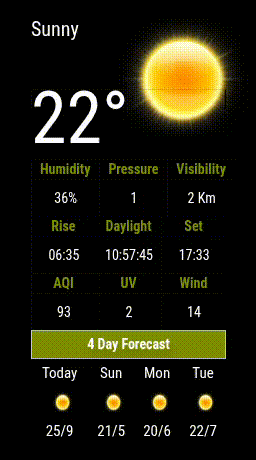 Sunny
22°
Humidity Pressure Visibility
36% 1 2 Km
Rise Daylight Set
06:35 10:57:45 17:33
AQI UV Wind
93 2 14
4 Day Forecast
Today Sun Mon Tue
25/9 21/5 20/6 22/7